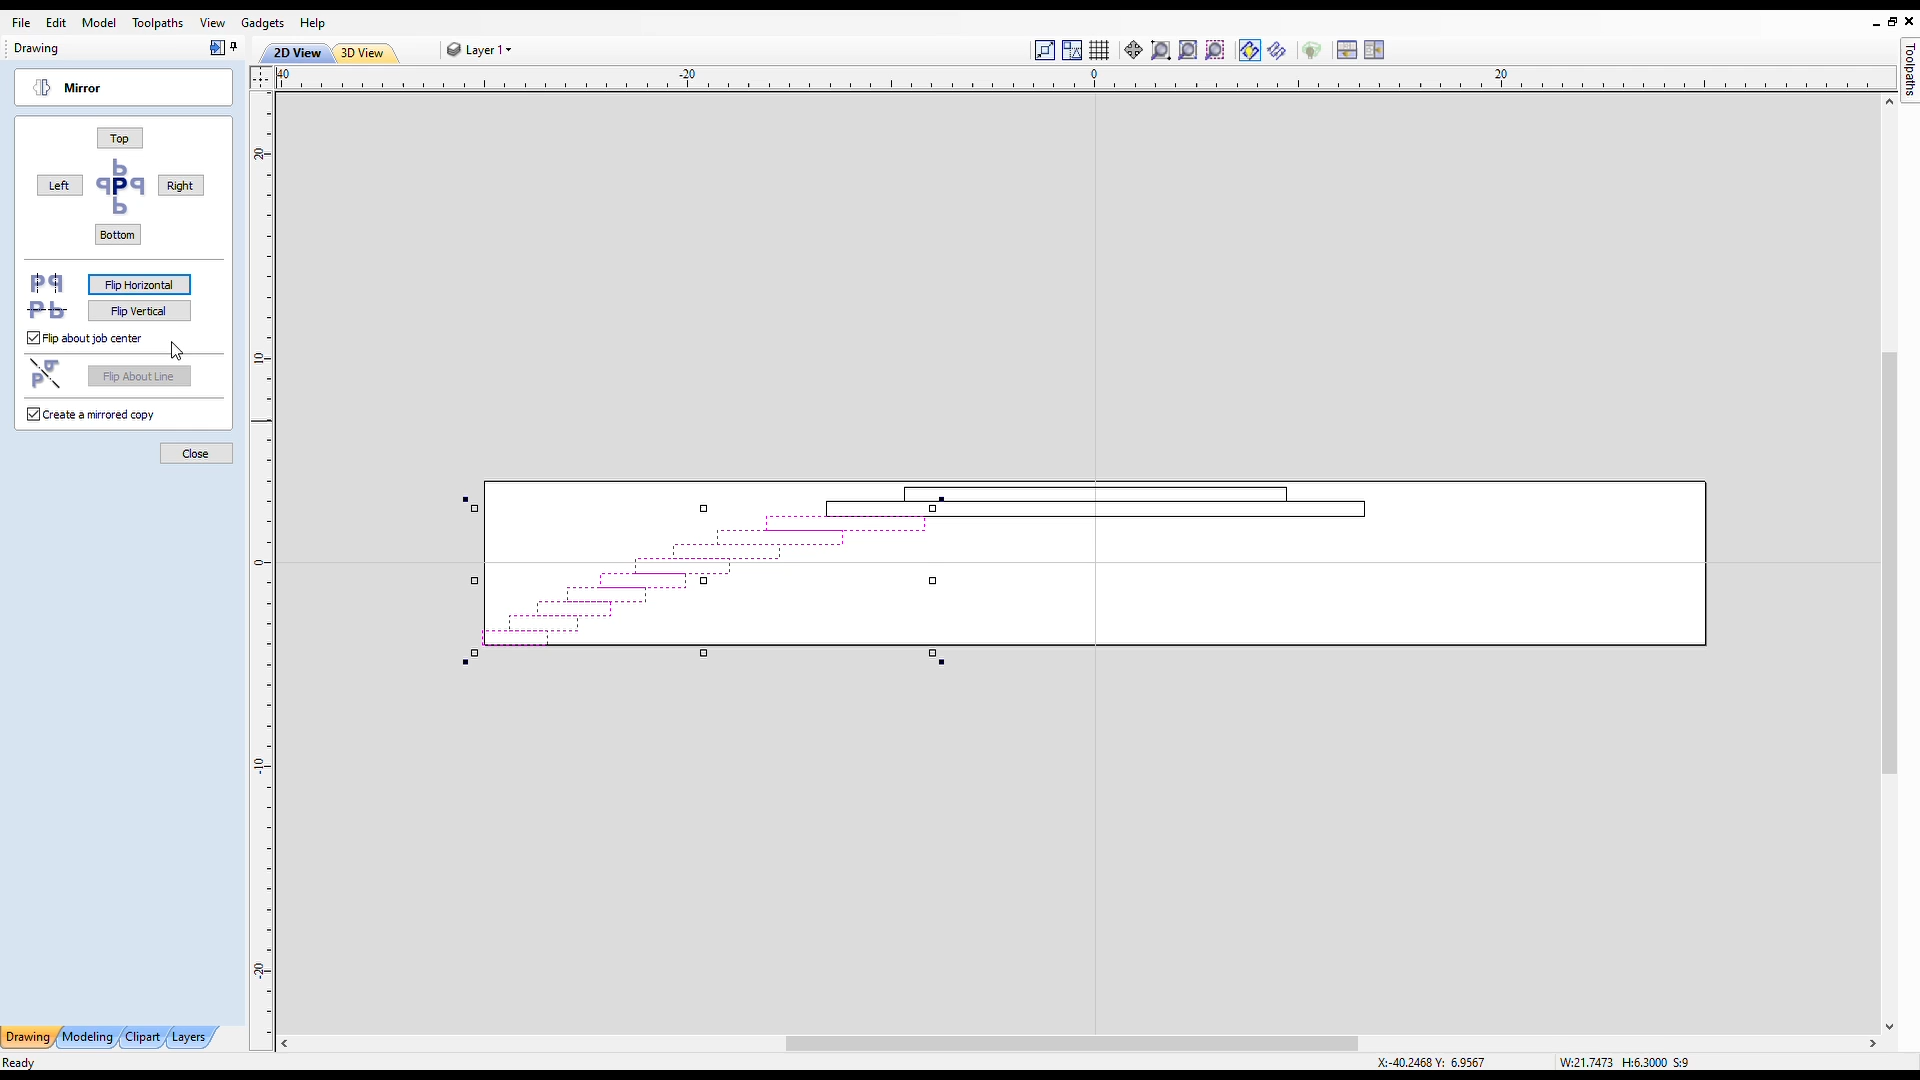 File Edit Model Toolpaths View Gadgets Help
Drawing
2D View 3D View Layer 1
Toolpaths
40 -20 0 20
Mirror
Top
Left P Right
Bottom
Flip Horizontal
Flip Vertical
Flip about job center
Flip About Line
Create a mirrored copy
Close
20
10
0
-10
-20
Drawing Modeling Clipart Layers
Ready X:-40.2468 Y: 6.9567 W:21.7473 H:6.3000 S:9